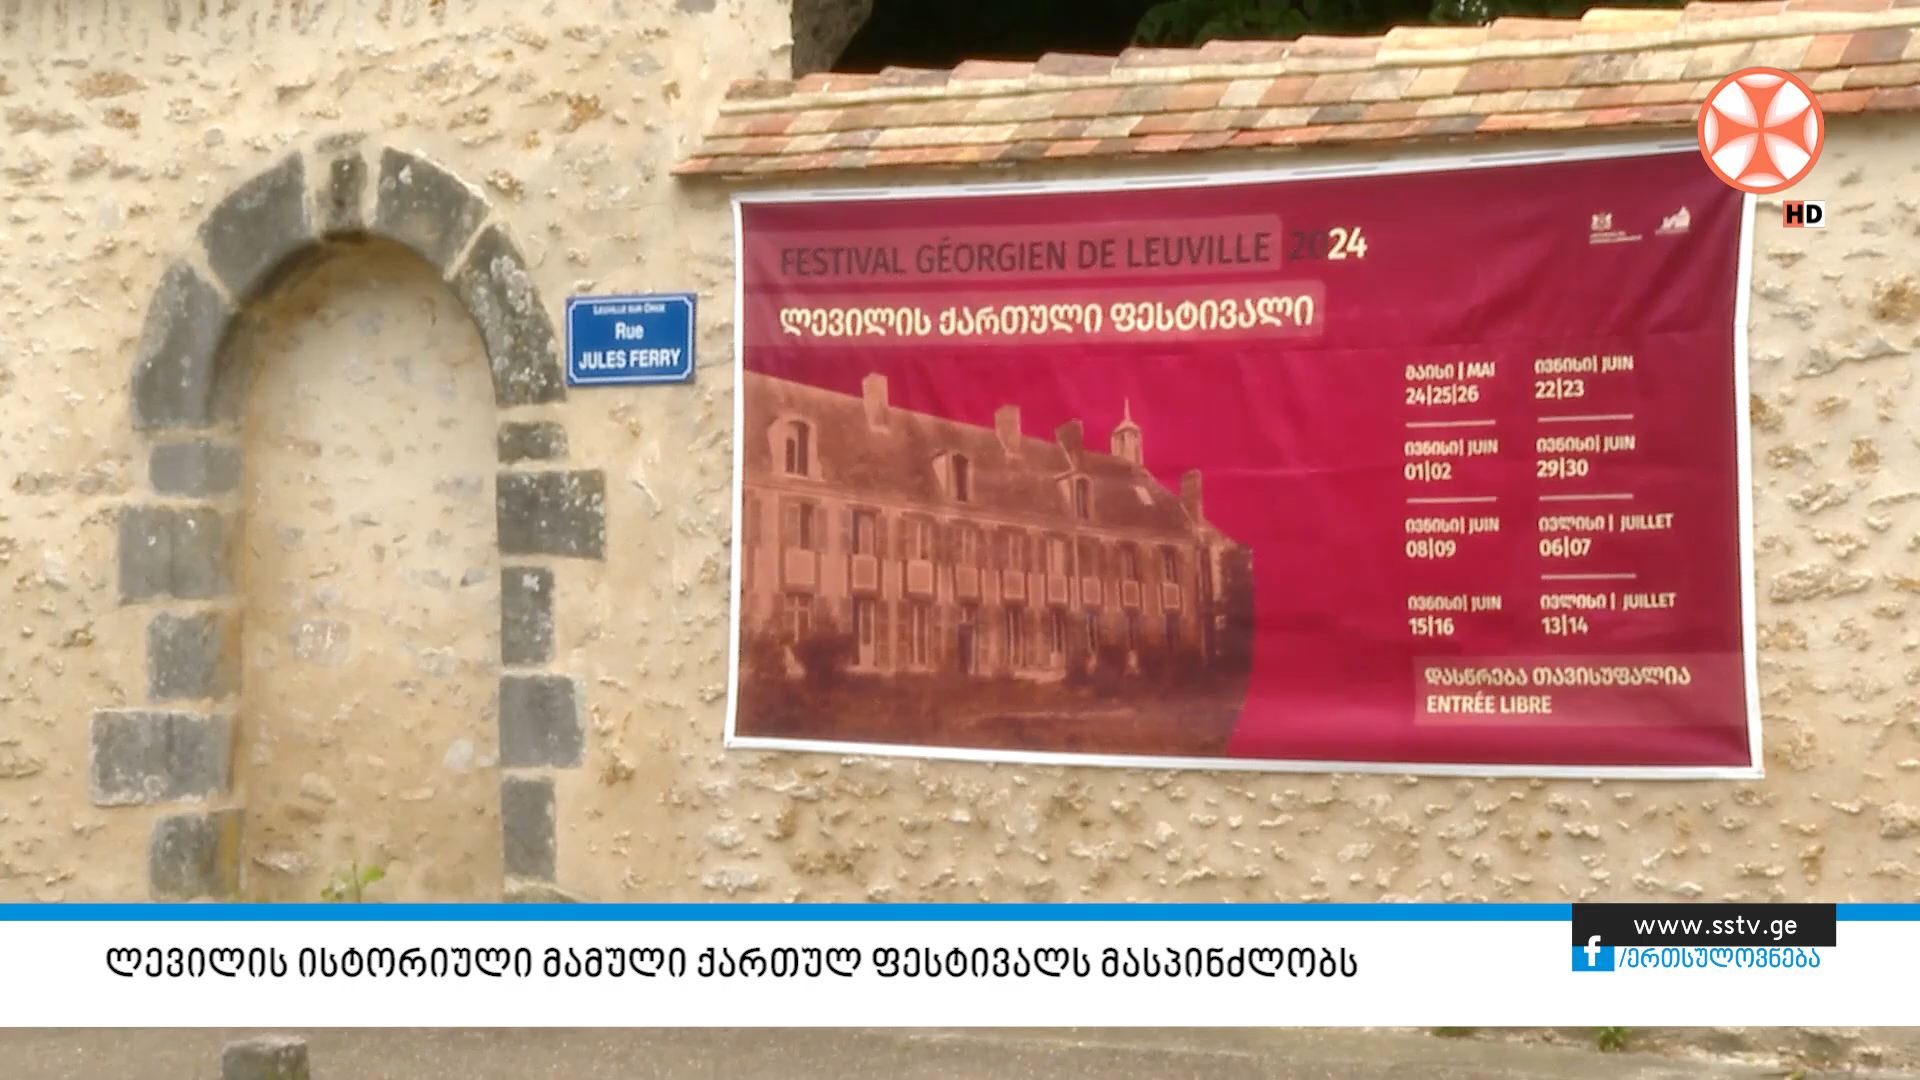 HD
FESTIVAL GÉORGIEN DE LEUVILLE 2024
ლევილის ქართული ფესტივალი
LEUVILLE SUR ORGE
Rue
JULES FERRY
მაისი | MAI
24|25|26
ივნისი| JUIN
01|02
ივნისი| JUIN
08|09
ივნისი| JUIN
15|16
ივნისი| JUIN
22|23
ივნისი| JUIN
29|30
ივლისი | JUILLET
06|07
ივლისი | JUILLET
13|14
დასწრება თავისუფალია
ENTRÉE LIBRE
www.sstv.ge
f /ერთსულოვნება
ლევილის ისტორიული მამული ქართულ ფესტივალს მასპინძლობს